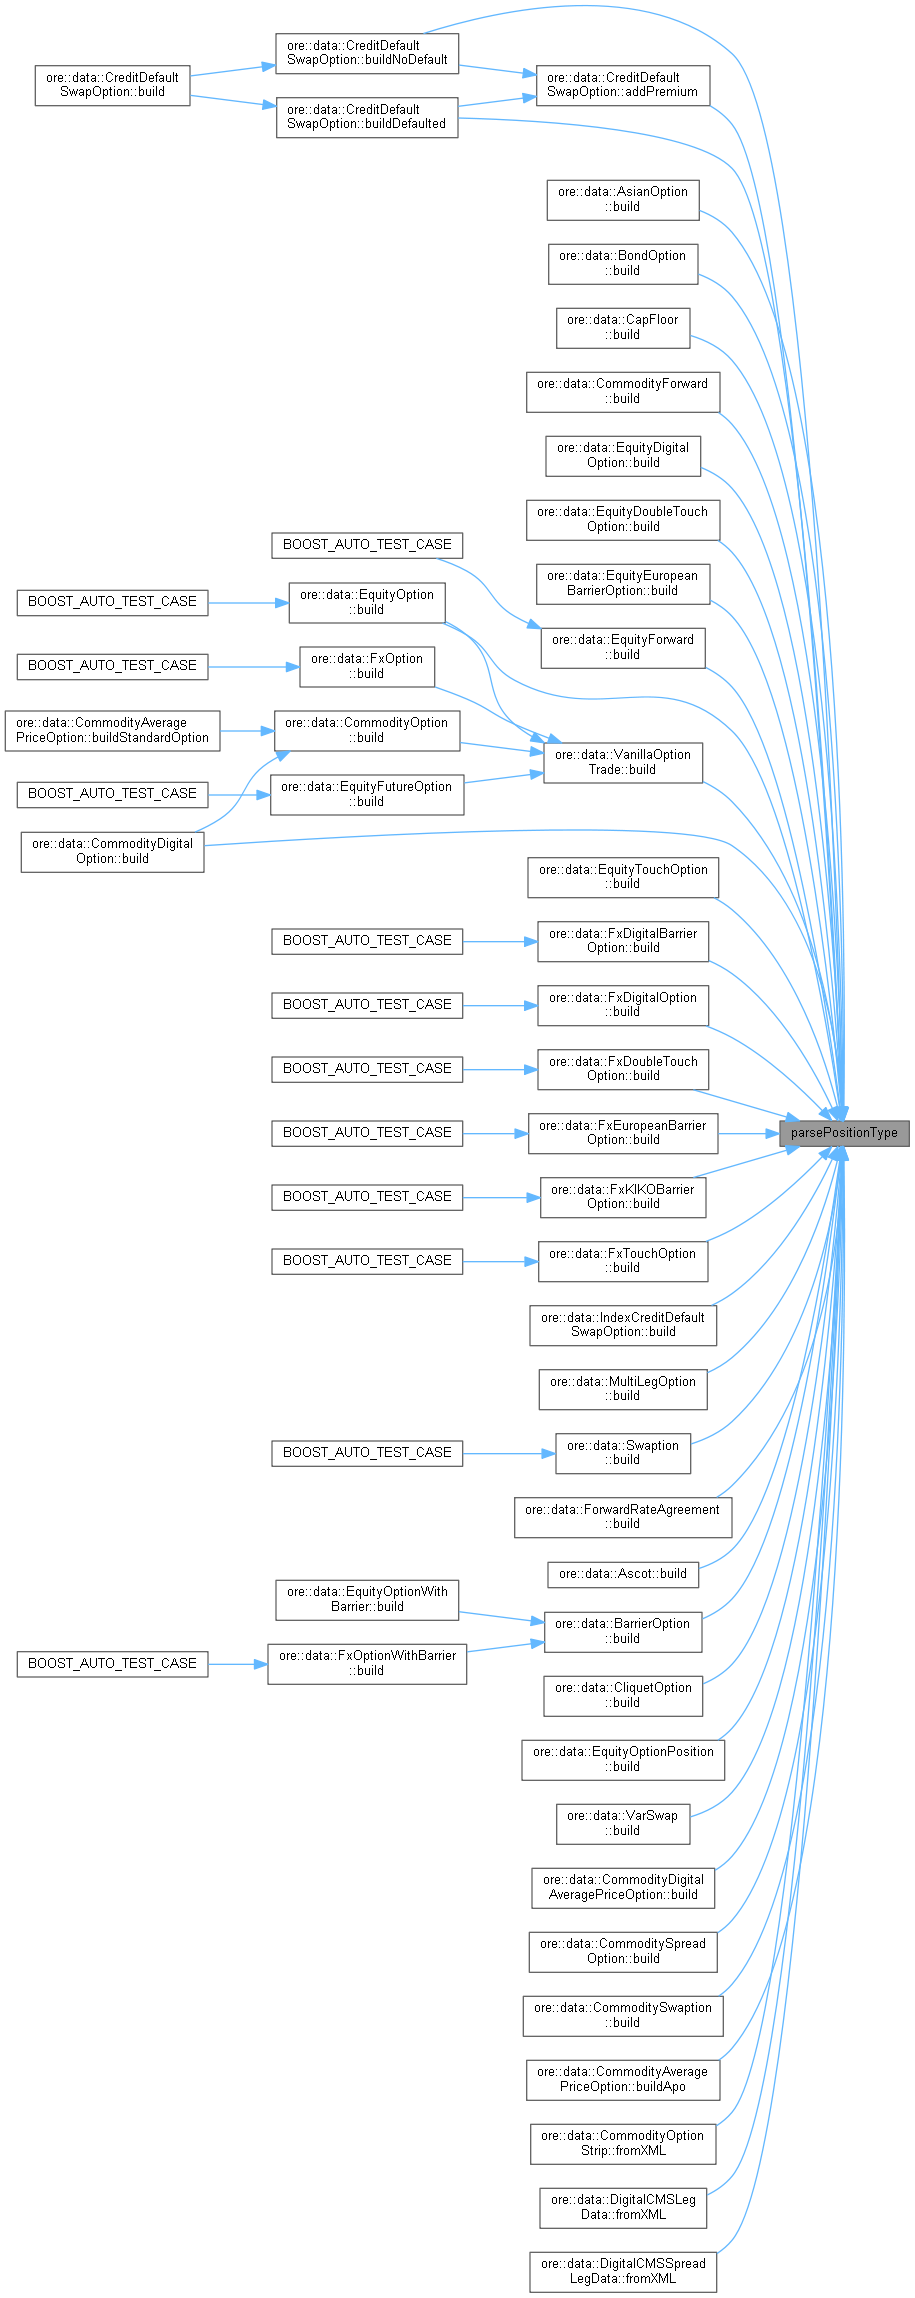 ore::data::CreditDefault
SwapOption::build
ore::data::CreditDefault
SwapOption::buildNoDefault
ore::data::CreditDefault
SwapOption::buildDefaulted
ore::data::CreditDefault
SwapOption::addPremium
ore::data::AsianOption
::build
ore::data::BondOption
::build
ore::data::CapFloor
::build
ore::data::CommodityForward
::build
ore::data::EquityDigital
Option::build
ore::data::EquityDoubleTouch
Option::build
BOOST_AUTO_TEST_CASE
ore::data::EquityEuropean
BarrierOption::build
BOOST_AUTO_TEST_CASE
ore::data::EquityOption
::build
ore::data::EquityForward
::build
BOOST_AUTO_TEST_CASE
ore::data::FxOption
::build
ore::data::CommodityAverage
PriceOption::buildStandardOption
ore::data::CommodityOption
::build
ore::data::VanillaOption
Trade::build
BOOST_AUTO_TEST_CASE
ore::data::EquityFutureOption
::build
ore::data::CommodityDigital
Option::build
ore::data::EquityTouchOption
::build
BOOST_AUTO_TEST_CASE
ore::data::FxDigitalBarrier
Option::build
BOOST_AUTO_TEST_CASE
ore::data::FxDigitalOption
::build
BOOST_AUTO_TEST_CASE
ore::data::FxDoubleTouch
Option::build
BOOST_AUTO_TEST_CASE
ore::data::FxEuropeanBarrier
Option::build
parsePositionType
BOOST_AUTO_TEST_CASE
ore::data::FxKIKOBarrier
Option::build
BOOST_AUTO_TEST_CASE
ore::data::FxTouchOption
::build
ore::data::IndexCreditDefault
SwapOption::build
ore::data::MultiLegOption
::build
BOOST_AUTO_TEST_CASE
ore::data::Swaption
::build
ore::data::ForwardRateAgreement
::build
ore::data::Ascot::build
ore::data::EquityOptionWith
Barrier::build
ore::data::BarrierOption
::build
BOOST_AUTO_TEST_CASE
ore::data::FxOptionWithBarrier
::build
ore::data::CliquetOption
::build
ore::data::EquityOptionPosition
::build
ore::data::VarSwap
::build
ore::data::CommodityDigital
AveragePriceOption::build
ore::data::CommoditySpread
Option::build
ore::data::CommoditySwaption
::build
ore::data::CommodityAverage
PriceOption::buildApo
ore::data::CommodityOption
Strip::fromXML
ore::data::DigitalCMSLeg
Data::fromXML
ore::data::DigitalCMSSpread
LegData::fromXML